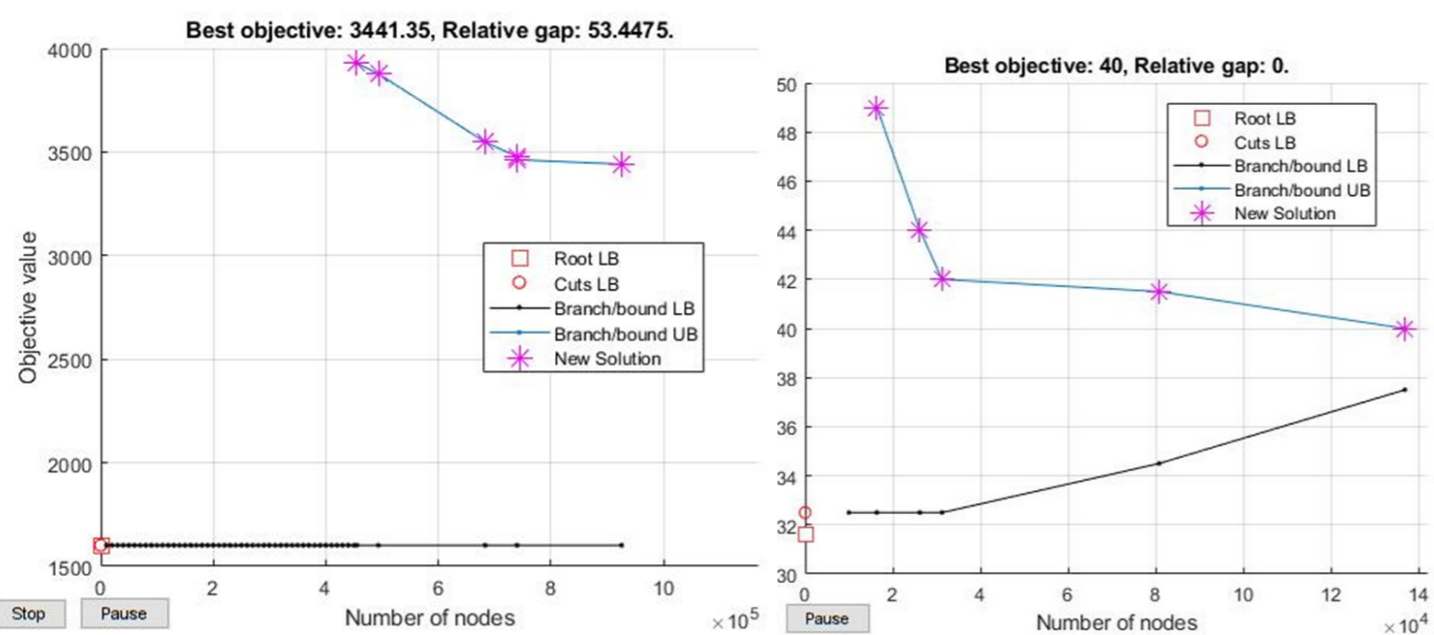 Best objective: 3441.35, Relative gap: 53.4475.
4000
3500
3000
2500
2000
1500
Objective value
Root LB
Cuts LB
Branch/bound LB
Branch/bound UB
New Solution
0 2 4 6 8 10
Number of nodes
×10^5
Stop
Pause
Best objective: 40, Relative gap: 0.
50
48
46
44
42
40
38
36
34
32
30
Root LB
Cuts LB
Branch/bound LB
Branch/bound UB
New Solution
0 2 4 6 8 10 12 14
Number of nodes
×10^4
Pause